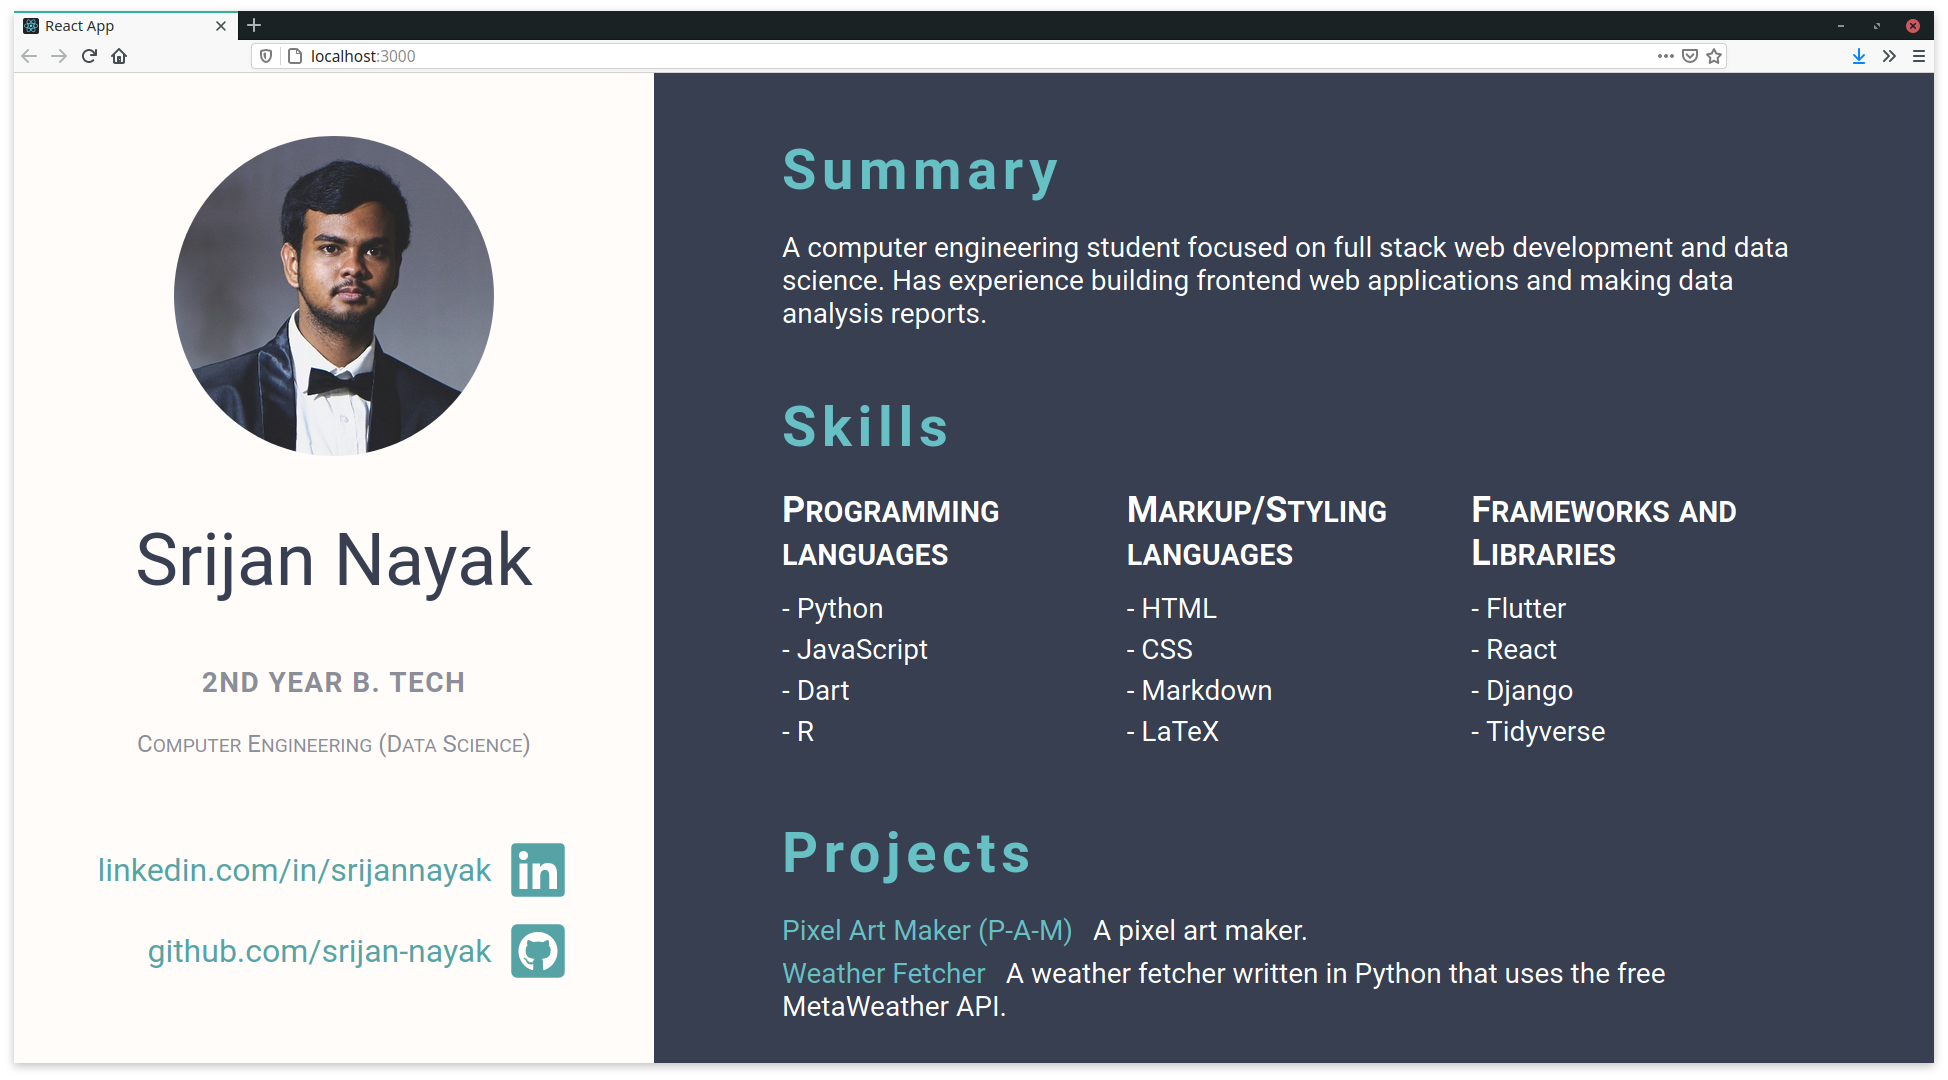 React App
localhost:3000
Srijan Nayak
2ND YEAR B. TECH
Computer Engineering (Data Science)
linkedin.com/in/srijannayak
in
github.com/srijan-nayak
Summary
A computer engineering student focused on full stack web development and data
science. Has experience building frontend web applications and making data
analysis reports.
Skills
Programming
languages
- Python
- JavaScript
- Dart
- R
Markup/Styling
languages
- HTML
- CSS
- Markdown
- LaTeX
Frameworks and
Libraries
- Flutter
- React
- Django
- Tidyverse
Projects
Pixel Art Maker (P-A-M) A pixel art maker.
Weather Fetcher A weather fetcher written in Python that uses the free
MetaWeather API.